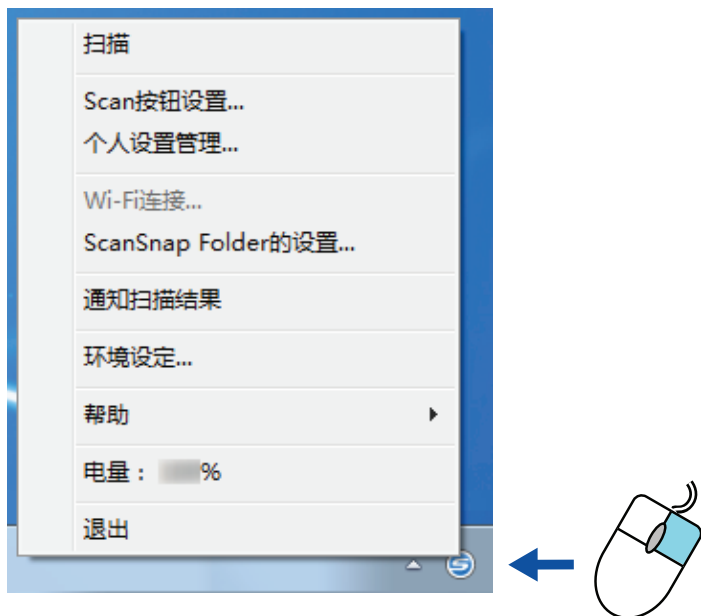 扫描
Scan按钮设置...
个人设置管理...
Wi-Fi连接...
ScanSnap Folder的设置...
通知扫描结果
环境设定...
帮助
电量： %
退出